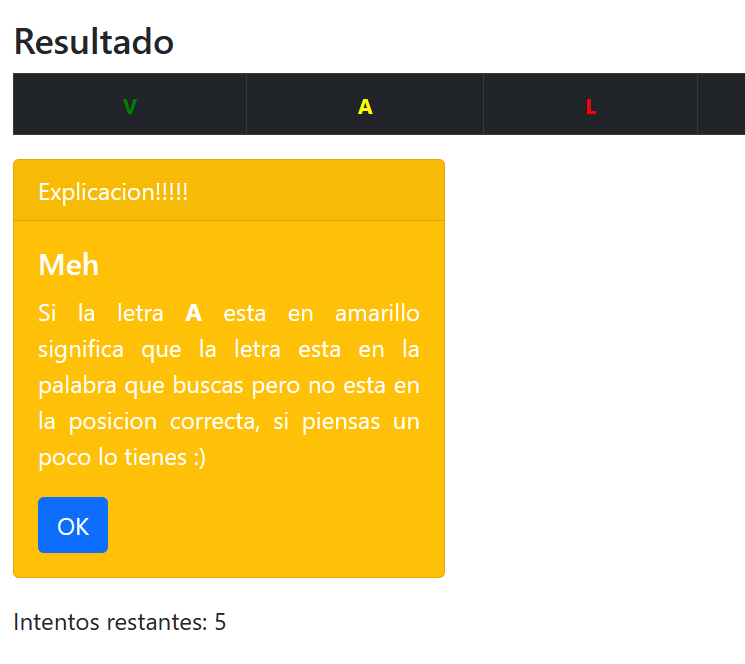 Resultado
V A L
Explicacion!!!!!
Meh
Si la letra A esta en amarillo
significa que la letra esta en la
palabra que buscas pero no esta en
la posicion correcta, si piensas un
poco lo tienes :)
OK
Intentos restantes: 5